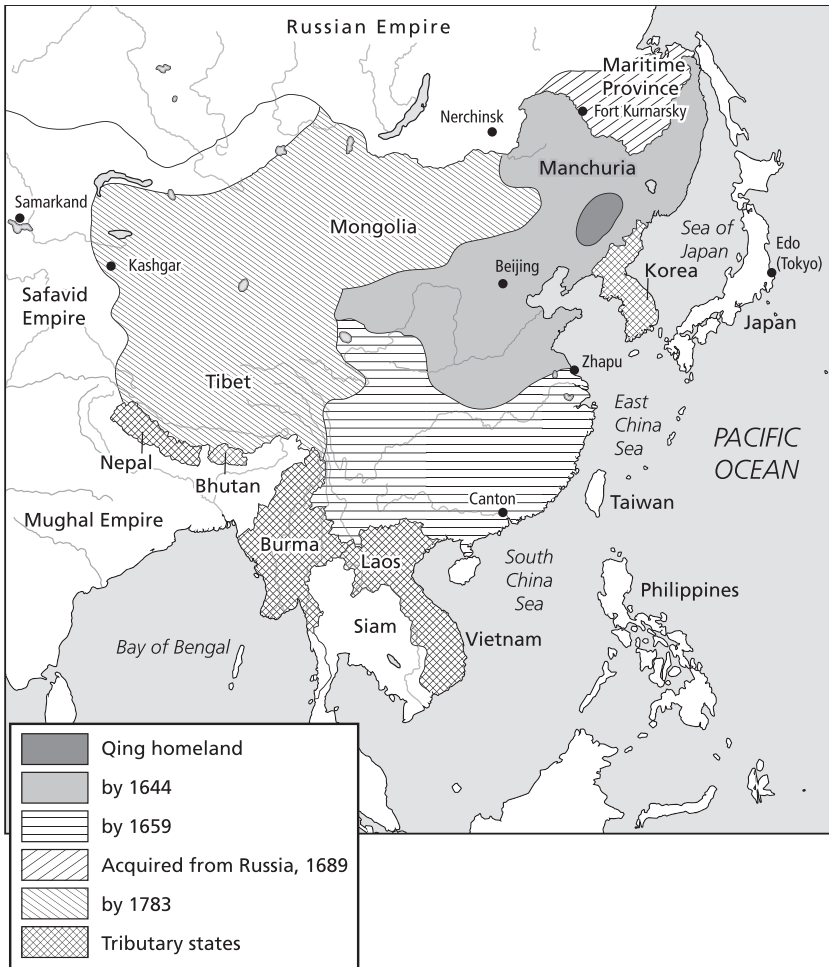 Russian Empire
Maritime
Province
Fort Kurnarsky
Nerchinsk
Manchuria
Samarkand
Mongolia
Sea of
Japan
Edo
(Tokyo)
Kashgar
Beijing
Korea
Safavid
Empire
Japan
Zhapu
Tibet
East
China
Sea
PACIFIC
OCEAN
Nepal
Bhutan
Canton
Taiwan
Mughal Empire
Burma
Laos
South
China
Sea
Philippines
Siam
Vietnam
Bay of Bengal
Qing homeland
by 1644
by 1659
Acquired from Russia, 1689
by 1783
Tributary states